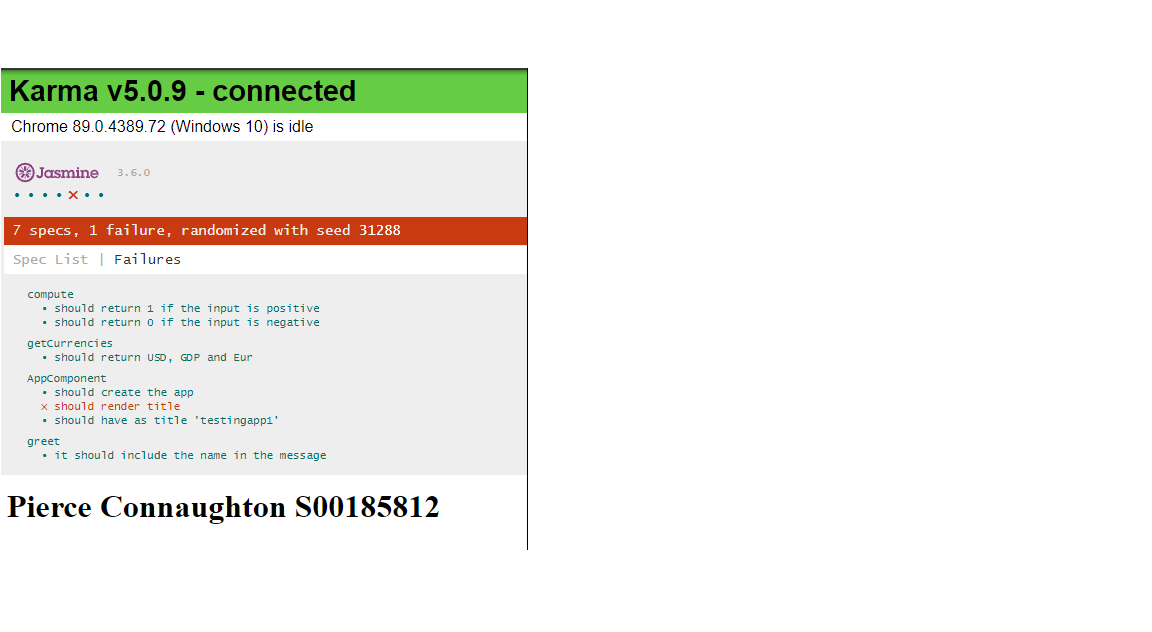 Karma v5.0.9 - connected
Chrome 89.0.4389.72 (Windows 10) is idle
Jasmine 3.6.0
• • • • × • •
7 specs, 1 failure, randomized with seed 31288
Spec List | Failures
compute
• should return 1 if the input is positive
• should return 0 if the input is negative
getCurrencies
• should return USD, GDP and Eur
AppComponent
• should create the app
× should render title
• should have as title 'testingapp1'
greet
• it should include the name in the message
Pierce Connaughton S00185812